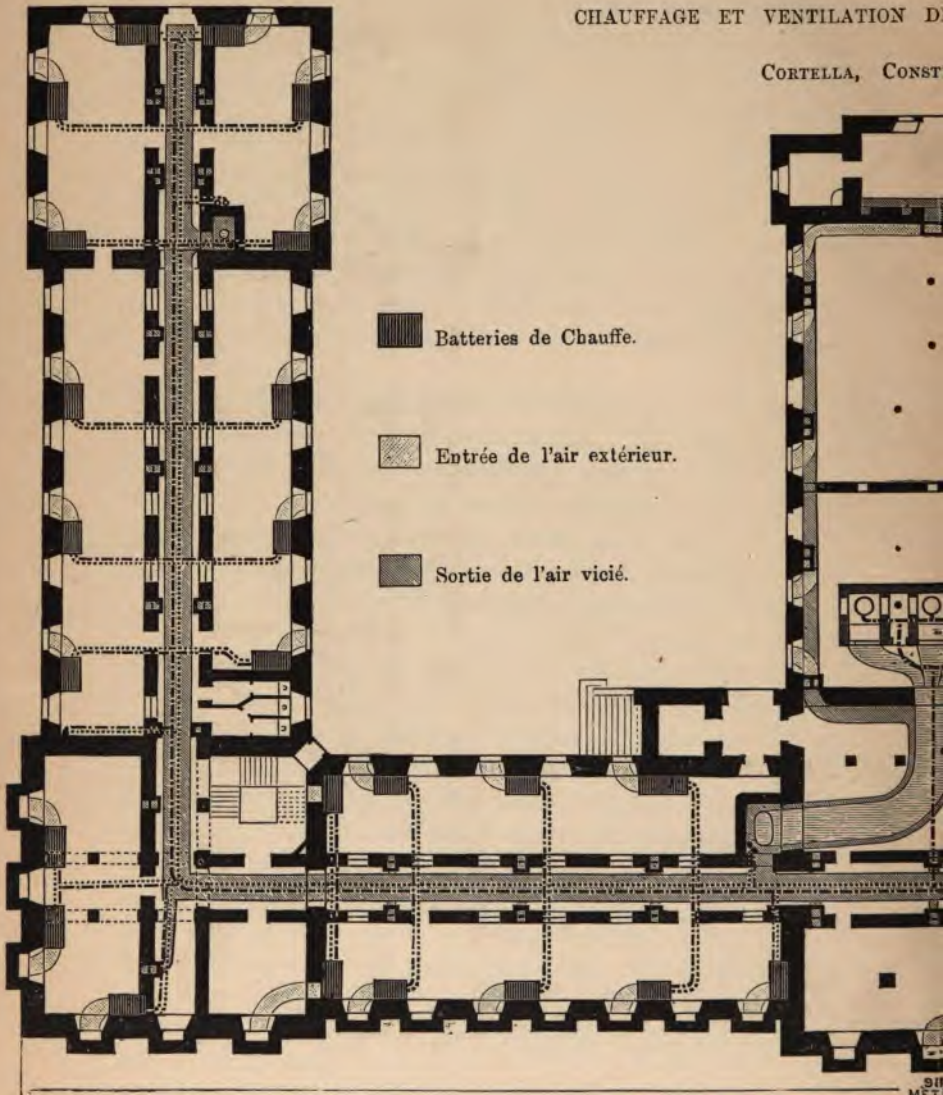 CHAUFFAGE ET VENTILATION D
CORTELLA, CONST
Batteries de Chauffe.
Entrée de l'air extérieur.
Sortie de l'air vicié.